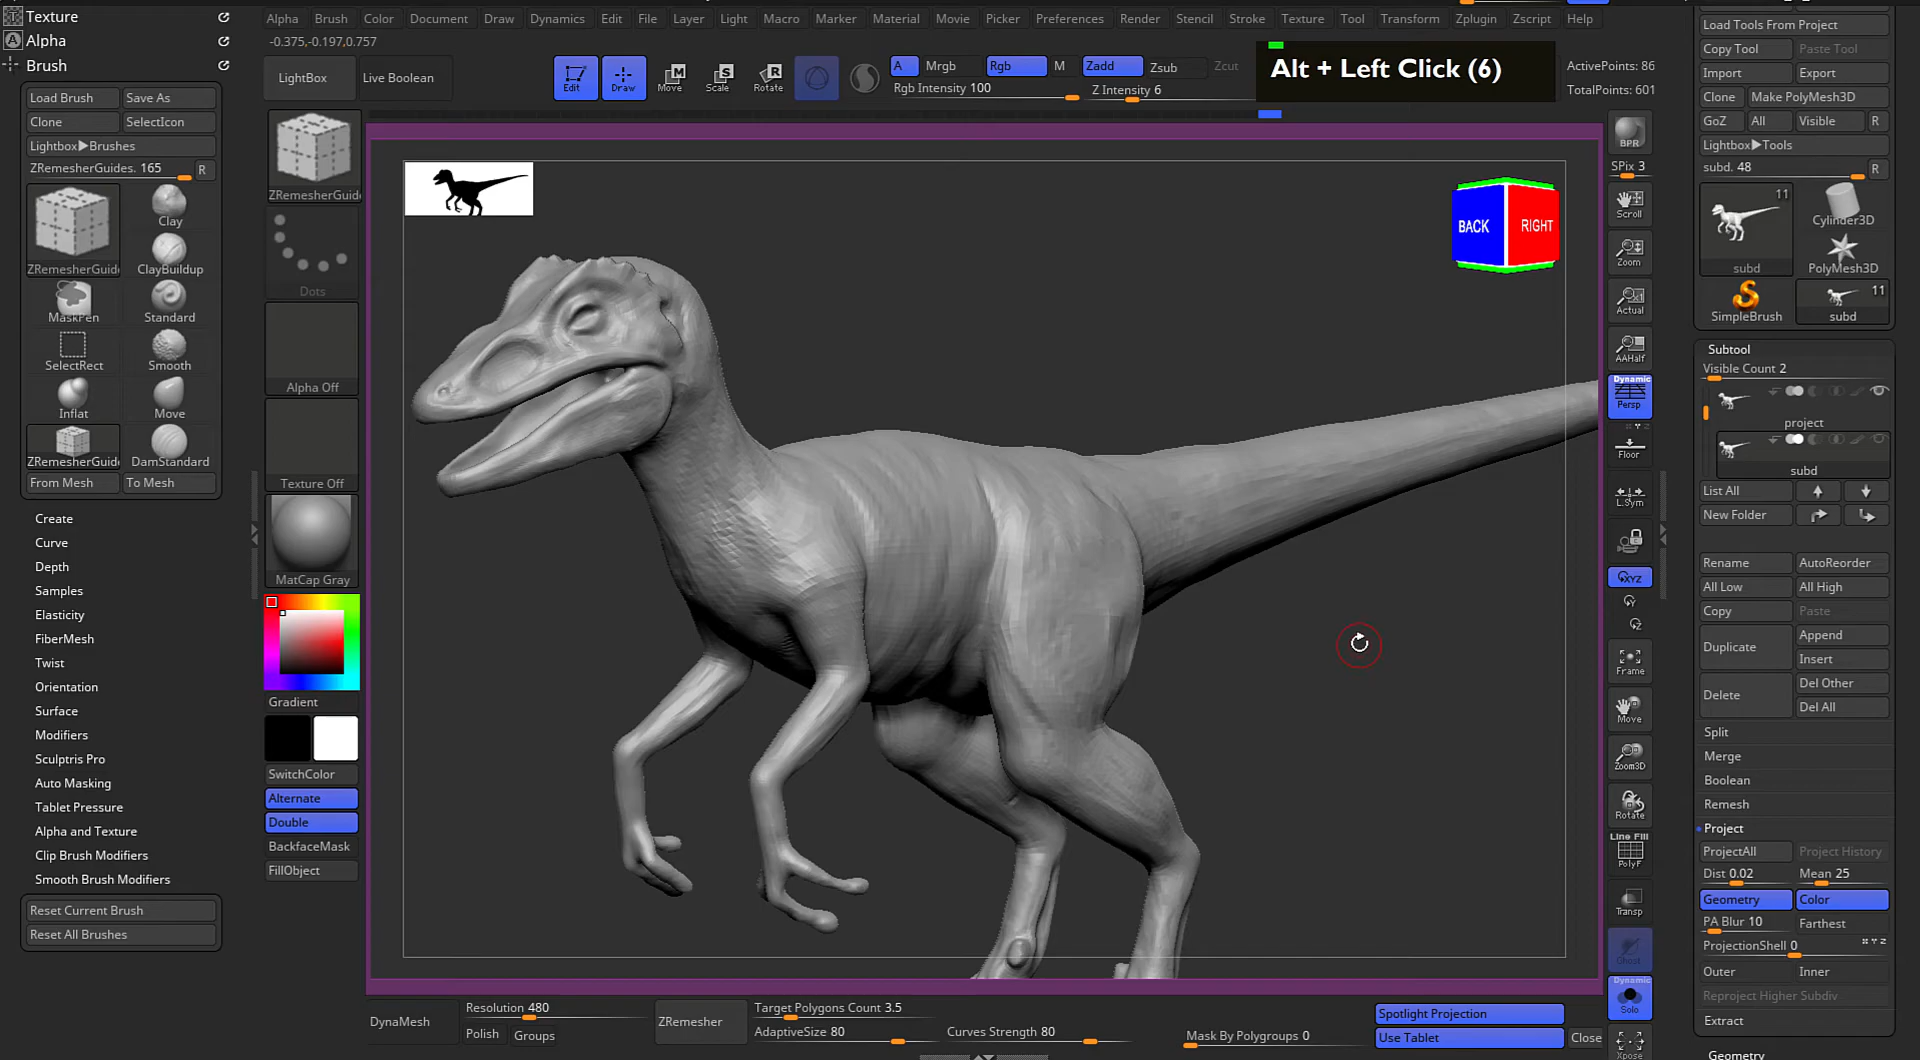 Texture
Alpha
Brush
Load Brush
Save As
Clone
SelectIcon
Lightbox▶Brushes
ZRemesherGuides. 165
R
ZRemesherGuide
Clay
ClayBuildup
MaskPen
Standard
SelectRect
Smooth
Inflat
Move
ZRemesherGuide
DamStandard
From Mesh
To Mesh
Create
Curve
Depth
Samples
Elasticity
FiberMesh
Twist
Orientation
Surface
Modifiers
Sculptris Pro
Auto Masking
Tablet Pressure
Alpha and Texture
Clip Brush Modifiers
Smooth Brush Modifiers
Reset Current Brush
Reset All Brushes
Alpha Brush Color Document Draw Dynamics Edit File Layer Light Macro Marker Material Movie Picker Preferences Render Stencil Stroke Texture Tool Transform Zplugin Zscript Help
-0.375,-0.197,0.757
LightBox
Live Boolean
Edit
Draw
Move
Scale
Rotate
A
Mrgb
Rgb
M
Zadd
Zsub
Zcut
Rgb Intensity 100
Z Intensity 6
Alt + Left Click (6)
ActivePoints: 86
TotalPoints: 601
ZRemesherGuide
Dots
Alpha Off
Texture Off
MatCap Gray
Gradient
SwitchColor
Alternate
Double
BackfaceMask
FillObject
BACK
RIGHT
BPR
SPix 3
Scroll
Zoom
Actual
AAHalf
Dynamic
Persp
Floor
L.Sym
XYZ
Y
Z
Frame
Move
Zoom3D
Rotate
Line Fill
PolyF
Transp
Ghost
Dynamic
Solo
Xpose
Load Tools From Project
Copy Tool
Paste Tool
Import
Export
Clone
Make PolyMesh3D
GoZ
All
Visible
R
Lightbox▶Tools
subd. 48
R
11
subd
Cylinder3D
PolyMesh3D
SimpleBrush
11
subd
Subtool
Visible Count 2
project
subd
List All
New Folder
Rename
AutoReorder
All Low
All High
Copy
Paste
Duplicate
Append
Insert
Delete
Del Other
Del All
Split
Merge
Boolean
Remesh
Project
ProjectAll
Project History
Dist 0.02
Mean 25
Geometry
Color
PA Blur 10
Farthest
ProjectionShell 0
Outer
Inner
Reproject Higher Subdiv
Extract
Geometry
DynaMesh
Resolution 480
Polish
Groups
ZRemesher
Target Polygons Count 3.5
AdaptiveSize 80
Curves Strength 80
Mask By Polygroups 0
Spotlight Projection
Use Tablet
Close